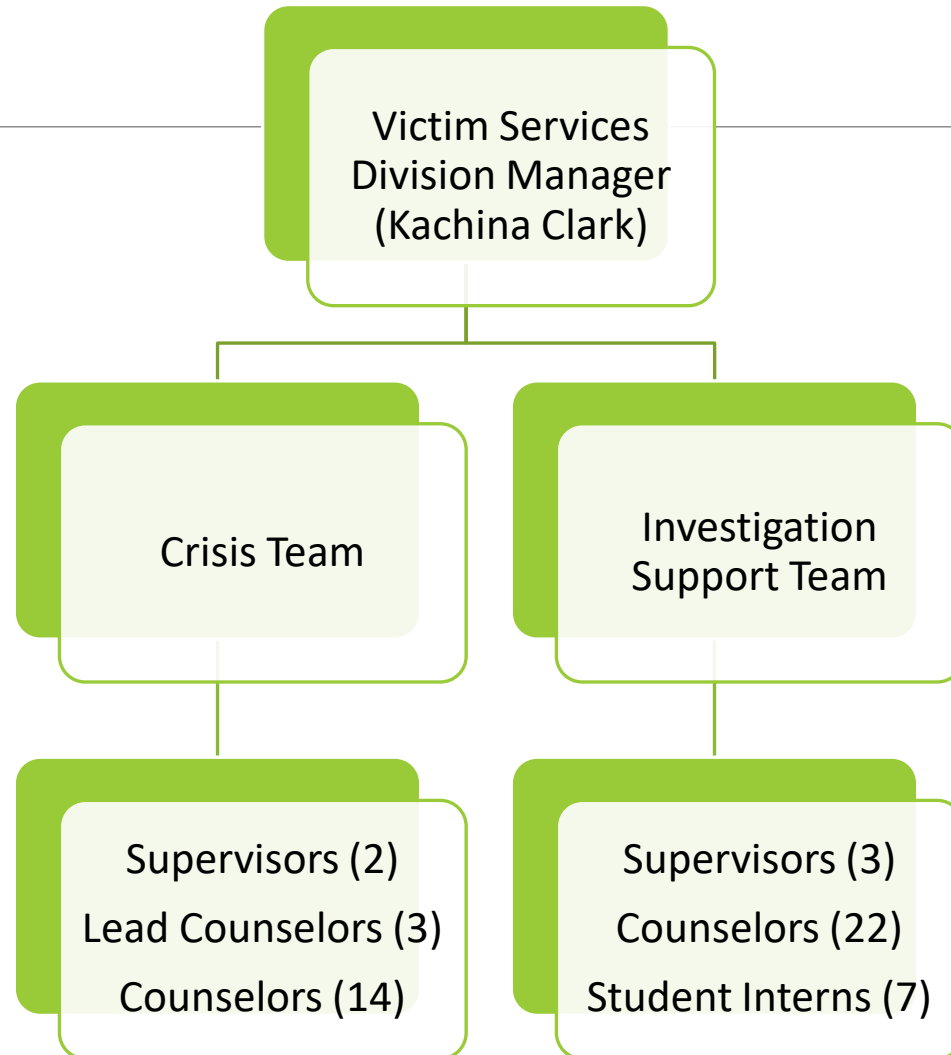 Victim Services
Division Manager
(Kachina Clark)
Crisis Team
Investigation
Support Team
Supervisors (2)
Lead Counselors (3)
Counselors (14)
Supervisors (3)
Counselors (22)
Student Interns (7)